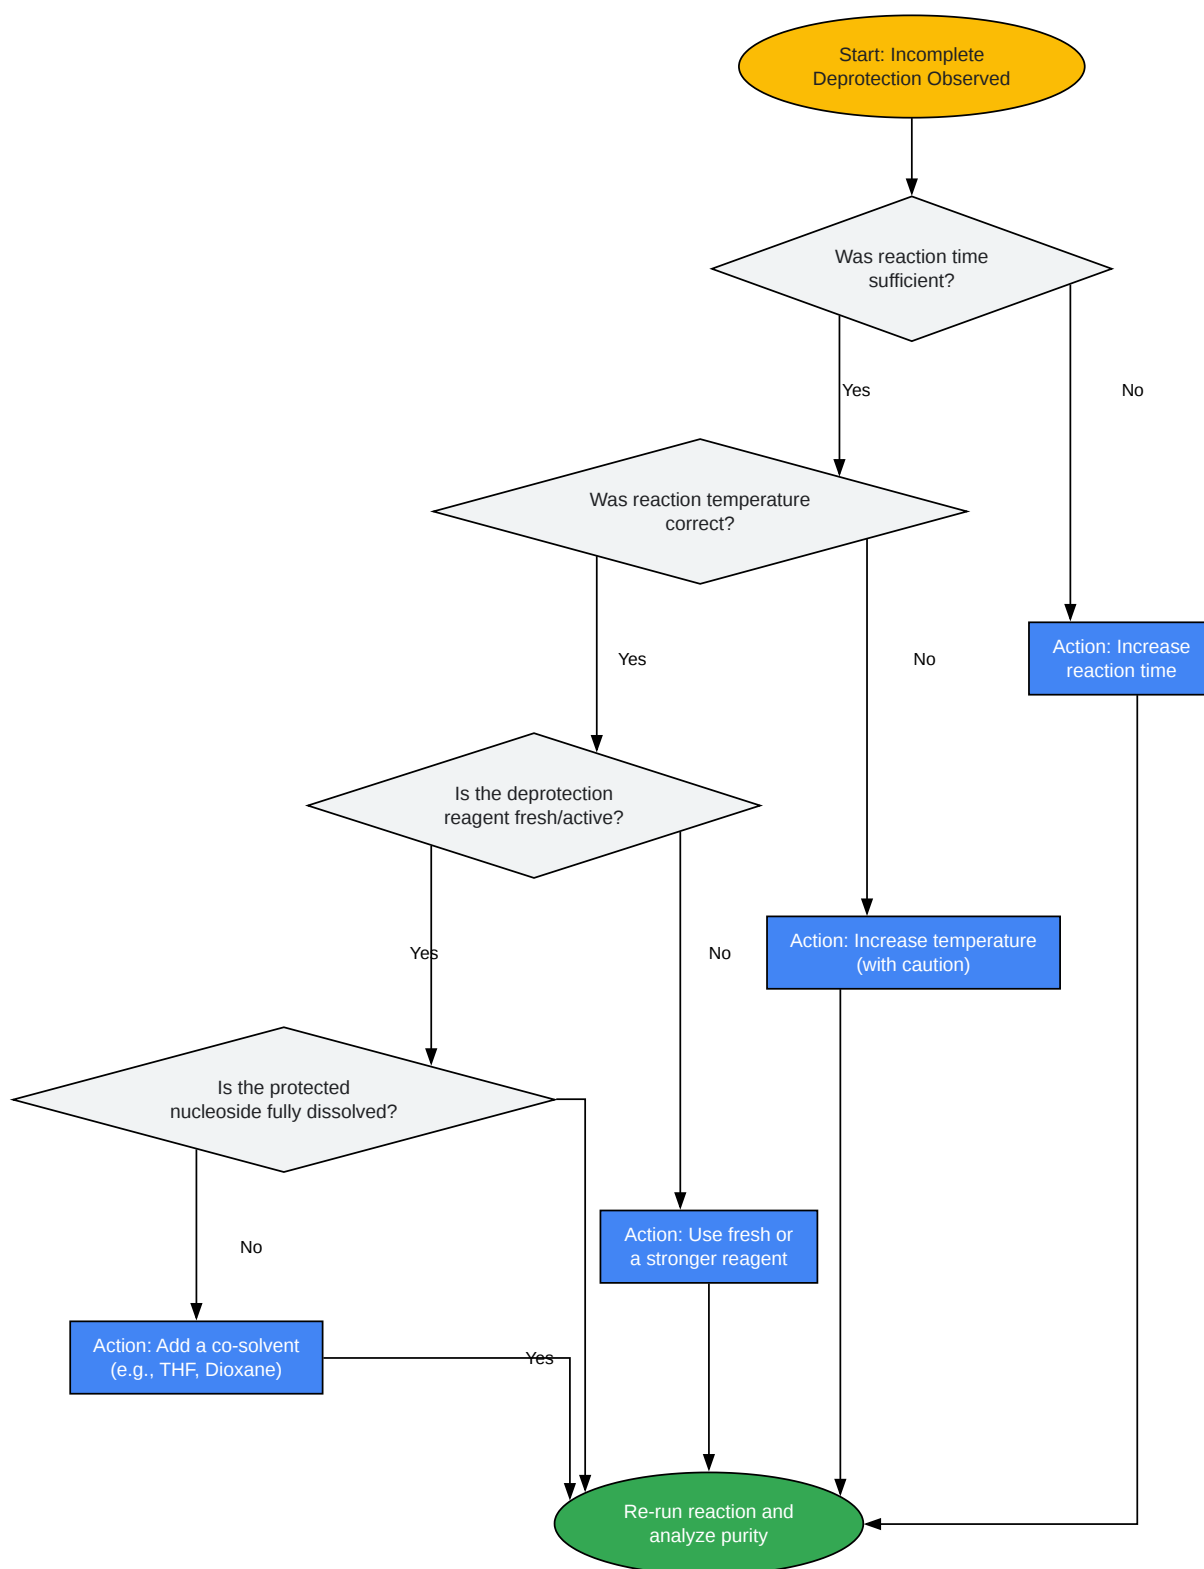 Start: Incomplete
Deprotection Observed
Was reaction time
sufficient?
Yes
No
Was reaction temperature
correct?
Yes
No
Action: Increase
reaction time
Is the deprotection
reagent fresh/active?
Yes
No
Action: Increase temperature
(with caution)
Is the protected
nucleoside fully dissolved?
No
Action: Use fresh or
a stronger reagent
Action: Add a co-solvent
(e.g., THF, Dioxane)
Yes
Re-run reaction and
analyze purity